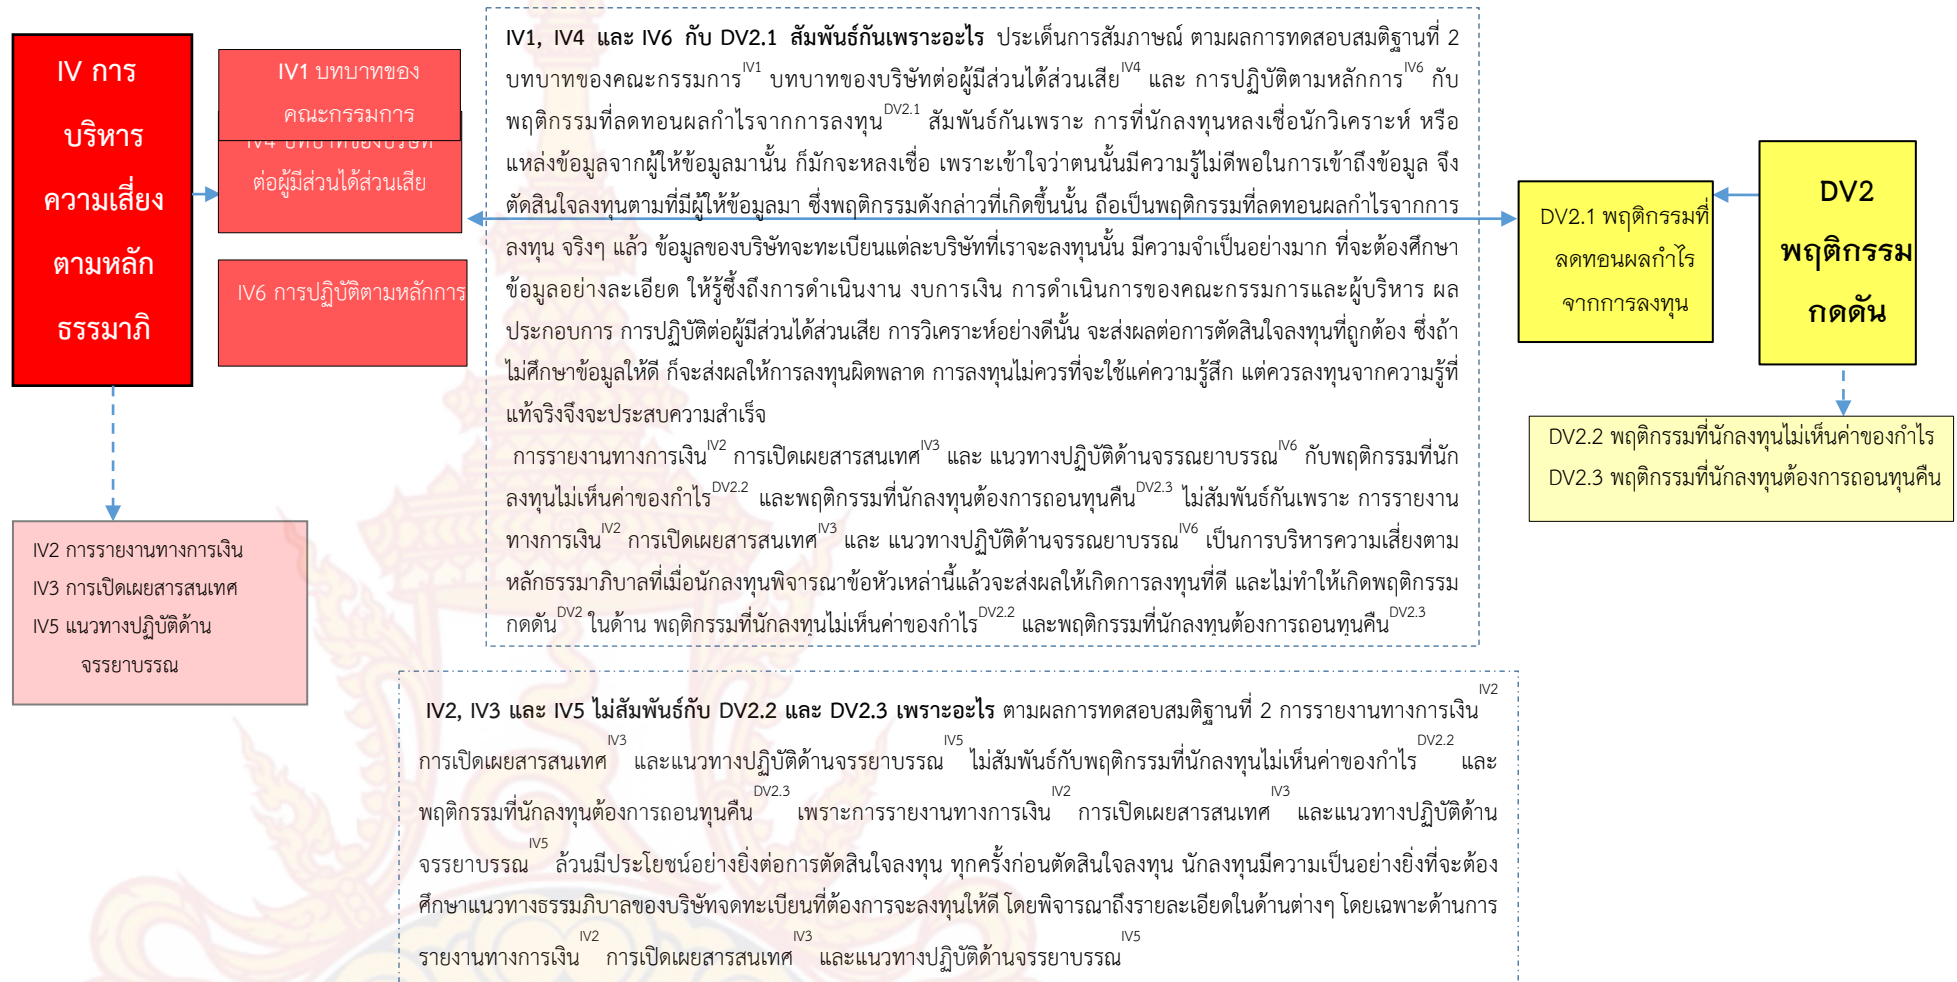 IV การ
บริหาร
ความเสี่ยง
ตามหลัก
ธรรมาภิ
IV1 บทบาทของ
คณะกรรมการ
IV4 บทบาทของบริษัท
ต่อผู้มีส่วนได้ส่วนเสีย
IV6 การปฏิบัติตามหลักการ
IV2 การรายงานทางการเงิน
IV3 การเปิดเผยสารสนเทศ
IV5 แนวทางปฏิบัติด้าน
จรรยาบรรณ
IV1, IV4 และ IV6 กับ DV2.1 สัมพันธ์กันเพราะอะไร ประเด็นการสัมภาษณ์ ตามผลการทดสอบสมติฐานที่ 2
บทบาทของคณะกรรมการIV1 บทบาทของบริษัทต่อผู้มีส่วนได้ส่วนเสียIV4 และ การปฏิบัติตามหลักการIV6 กับ
พฤติกรรมที่ลดทอนผลกำไรจากการลงทุนDV2.1 สัมพันธ์กันเพราะ การที่นักลงทุนหลงเชื่อนักวิเคราะห์ หรือ
แหล่งข้อมูลจากผู้ให้ข้อมูลมานั้น ก็มักจะหลงเชื่อ เพราะเข้าใจว่าตนนั้นมีความรู้ไม่ดีพอในการเข้าถึงข้อมูล จึง
ตัดสินใจลงทุนตามที่มีผู้ให้ข้อมูลมา ซึ่งพฤติกรรมดังกล่าวที่เกิดขึ้นนั้น ถือเป็นพฤติกรรมที่ลดทอนผลกำไรจากการ
ลงทุน จริงๆ แล้ว ข้อมูลของบริษัทจะทะเบียนแต่ละบริษัทที่เราจะลงทุนนั้น มีความจำเป็นอย่างมาก ที่จะต้องศึกษา
ข้อมูลอย่างละเอียด ให้รู้ซึ้งถึงการดำเนินงาน งบการเงิน การดำเนินการของคณะกรรมการและผู้บริหาร ผล
ประกอบการ การปฏิบัติต่อผู้มีส่วนได้ส่วนเสีย การวิเคราะห์อย่างดีนั้น จะส่งผลต่อการตัดสินใจลงทุนที่ถูกต้อง ซึ่งถ้า
ไม่ศึกษาข้อมูลให้ดี ก็จะส่งผลให้การลงทุนผิดพลาด การลงทุนไม่ควรที่จะใช้แค่ความรู้สึก แต่ควรลงทุนจากความรู้ที่
แท้จริงจึงจะประสบความสำเร็จ
การรายงานทางการเงินIV2 การเปิดเผยสารสนเทศIV3 และ แนวทางปฏิบัติด้านจรรณยาบรรณIV6 กับพฤติกรรมที่นัก
ลงทุนไม่เห็นค่าของกำไรDV2.2 และพฤติกรรมที่นักลงทุนต้องการถอนทุนคืนDV2.3 ไม่สัมพันธ์กันเพราะ การรายงาน
ทางการเงินIV2 การเปิดเผยสารสนเทศIV3 และ แนวทางปฏิบัติด้านจรรณยาบรรณIV6 เป็นการบริหารความเสี่ยงตาม
หลักธรรมาภิบาลที่เมื่อนักลงทุนพิจารณาข้อหัวเหล่านี้แล้วจะส่งผลให้เกิดการลงทุนที่ดี และไม่ทำให้เกิดพฤติกรรม
กดดันDV2 ในด้าน พฤติกรรมที่นักลงทุนไม่เห็นค่าของกำไรDV2.2 และพฤติกรรมที่นักลงทุนต้องการถอนทุนคืนDV2.3
DV2.1 พฤติกรรมที่
ลดทอนผลกำไร
จากการลงทุน
DV2
พฤติกรรม
กดดัน
DV2.2 พฤติกรรมที่นักลงทุนไม่เห็นค่าของกำไร
DV2.3 พฤติกรรมที่นักลงทุนต้องการถอนทุนคืน
IV2, IV3 และ IV5 ไม่สัมพันธ์กับ DV2.2 และ DV2.3 เพราะอะไร ตามผลการทดสอบสมติฐานที่ 2 การรายงานทางการเงินIV2
การเปิดเผยสารสนเทศIV3 และแนวทางปฏิบัติด้านจรรยาบรรณIV5 ไม่สัมพันธ์กับพฤติกรรมที่นักลงทุนไม่เห็นค่าของกำไรDV2.2 และ
พฤติกรรมที่นักลงทุนต้องการถอนทุนคืนDV2.3 เพราะการรายงานทางการเงินIV2 การเปิดเผยสารสนเทศIV3 และแนวทางปฏิบัติด้าน
จรรยาบรรณIV5 ล้วนมีประโยชน์อย่างยิ่งต่อการตัดสินใจลงทุน ทุกครั้งก่อนตัดสินใจลงทุน นักลงทุนมีความเป็นอย่างยิ่งที่จะต้อง
ศึกษาแนวทางธรรมภิบาลของบริษัทจดทะเบียนที่ต้องการจะลงทุนให้ดี โดยพิจารณาถึงรายละเอียดในด้านต่างๆ โดยเฉพาะด้านการ
รายงานทางการเงินIV2 การเปิดเผยสารสนเทศIV3 และแนวทางปฏิบัติด้านจรรยาบรรณIV5